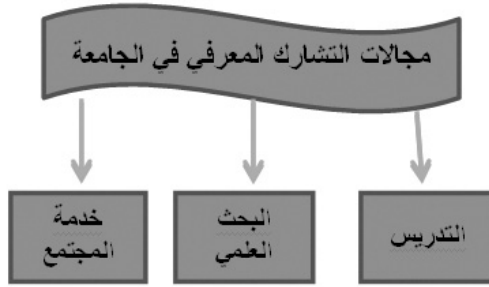 مجالات التشارك المعرفي في الجامعة
التدريس
البحث
العلمي
خدمة
المجتمع